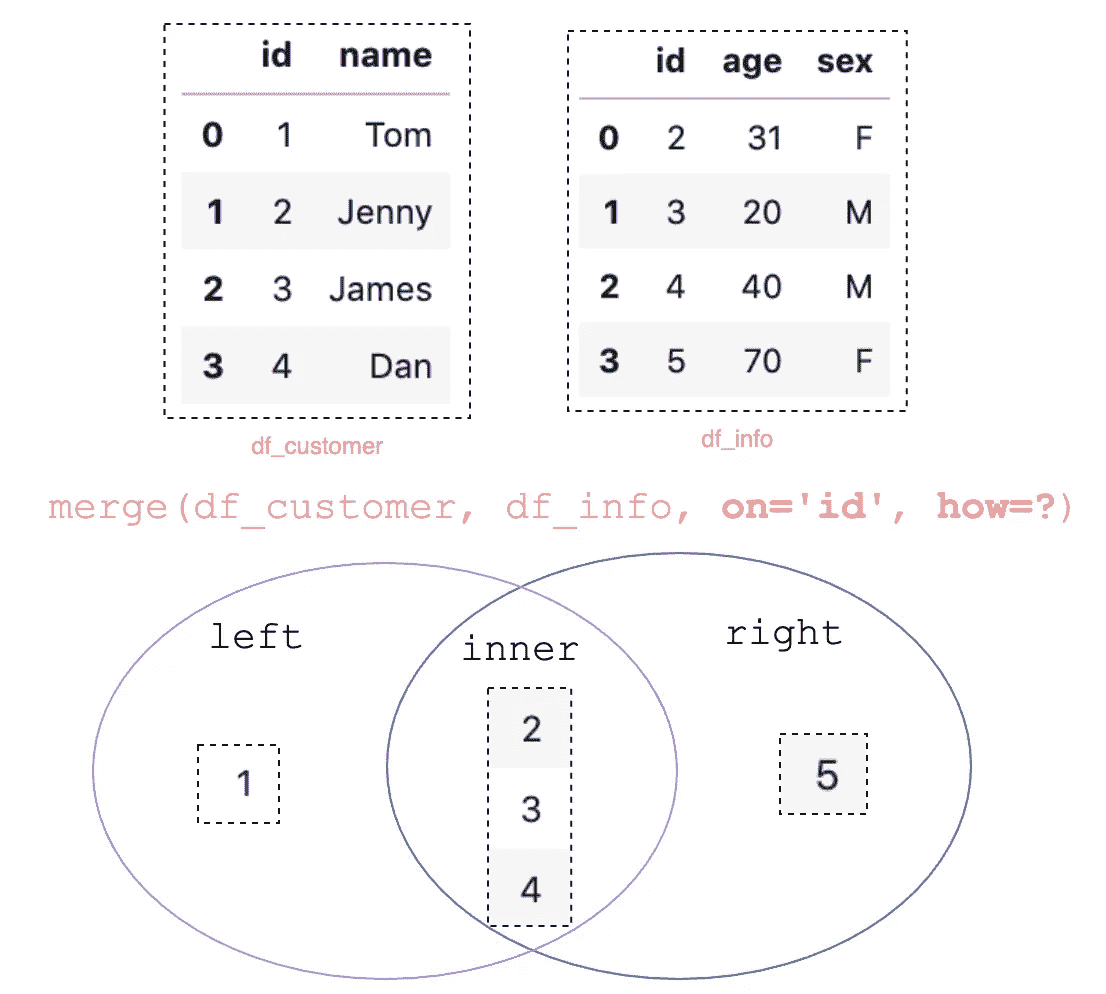 id name
0 1 Tom
1 2 Jenny
2 3 James
3 4 Dan
df_customer
id age sex
0 2 31 F
1 3 20 M
2 4 40 M
3 5 70 F
df_info
merge(df_customer, df_info, on='id', how=?)
left
inner
right
1
2
3
4
5